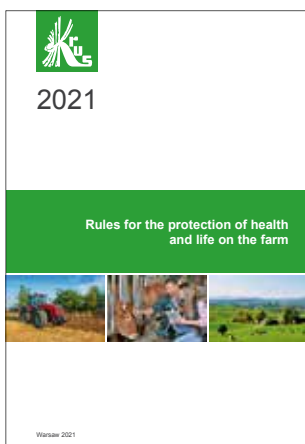 Krus
2021
Rules for the protection of health
and life on the farm
Warsaw 2021